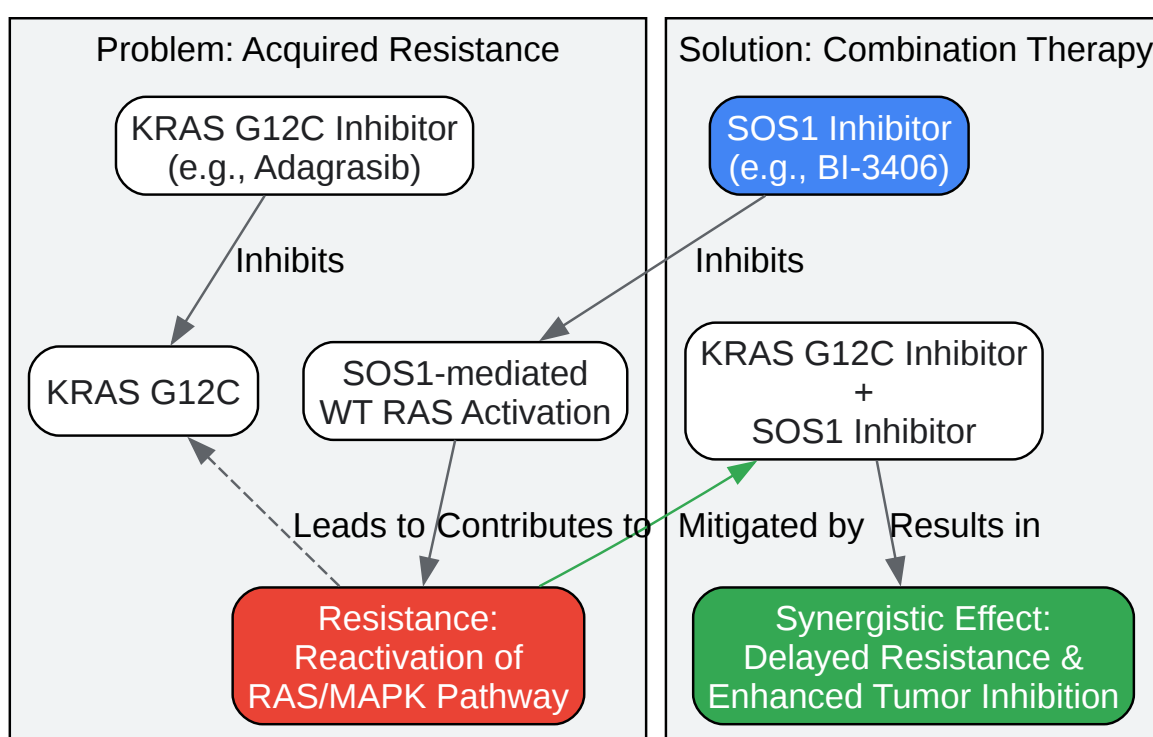 Problem: Acquired Resistance
KRAS G12C Inhibitor
(e.g., Adagrasib)
Inhibits
KRAS G12C
SOS1-mediated
WT RAS Activation
Leads to
Contributes to
Resistance:
Reactivation of
RAS/MAPK Pathway
Solution: Combination Therapy
SOS1 Inhibitor
(e.g., BI-3406)
Inhibits
KRAS G12C Inhibitor
+
SOS1 Inhibitor
Mitigated by
Results in
Synergistic Effect:
Delayed Resistance &
Enhanced Tumor Inhibition